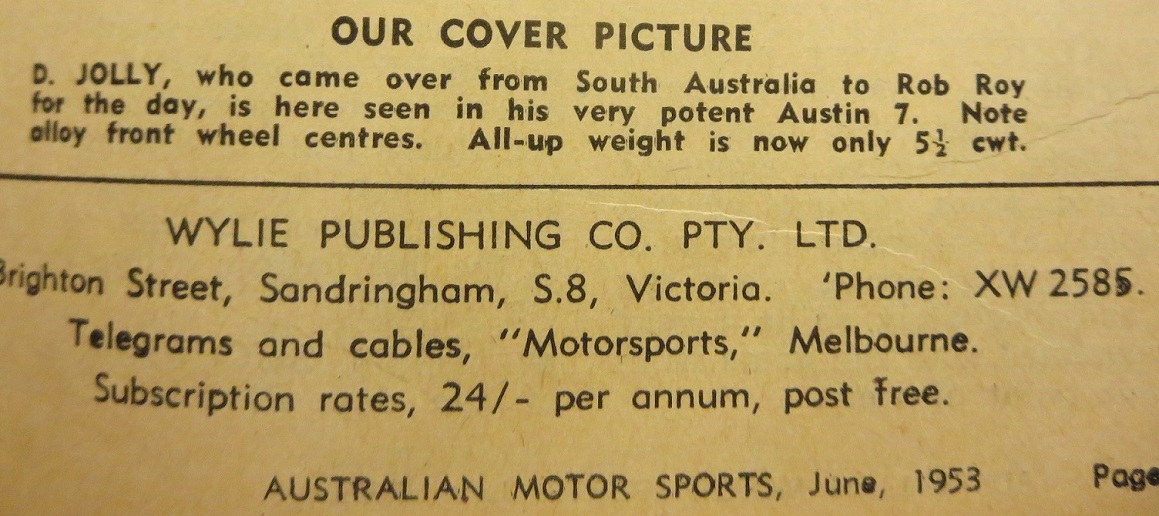 OUR COVER PICTURE
D. JOLLY, who came over from South Australia to Rob Roy
for the day, is here seen in his very potent Austin 7. Note
alloy front wheel centres. All-up weight is now only 5½ cwt.
WYLIE PUBLISHING CO. PTY. LTD.
Brighton Street, Sandringham, S.8, Victoria. 'Phone: XW 2585.
Telegrams and cables, "Motorsports," Melbourne.
Subscription rates, 24/- per annum, post free.
AUSTRALIAN MOTOR SPORTS, June, 1953 Page